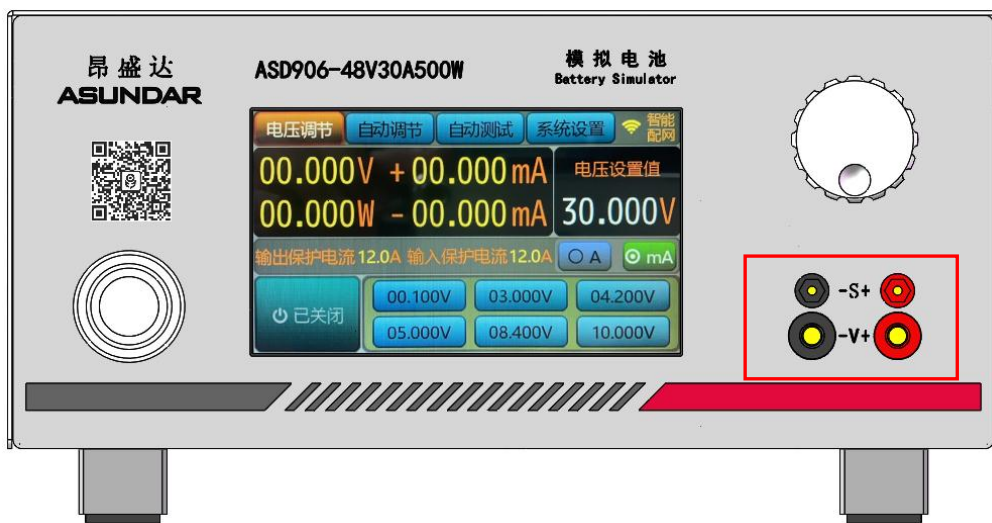 昂盛达
ASUNDAR
ASD906-48V30A500W
模拟电池
Battery Simulator
电压调节 自动调节 自动测试 系统设置 智能配网
00.000V +00.000mA 电压设置值
00.000W -00.000mA 30.000V
输出保护电流12.0A 输入保护电流12.0A A mA
已关闭 00.100V 03.000V 04.200V
05.000V 08.400V 10.000V
-S+
-V+